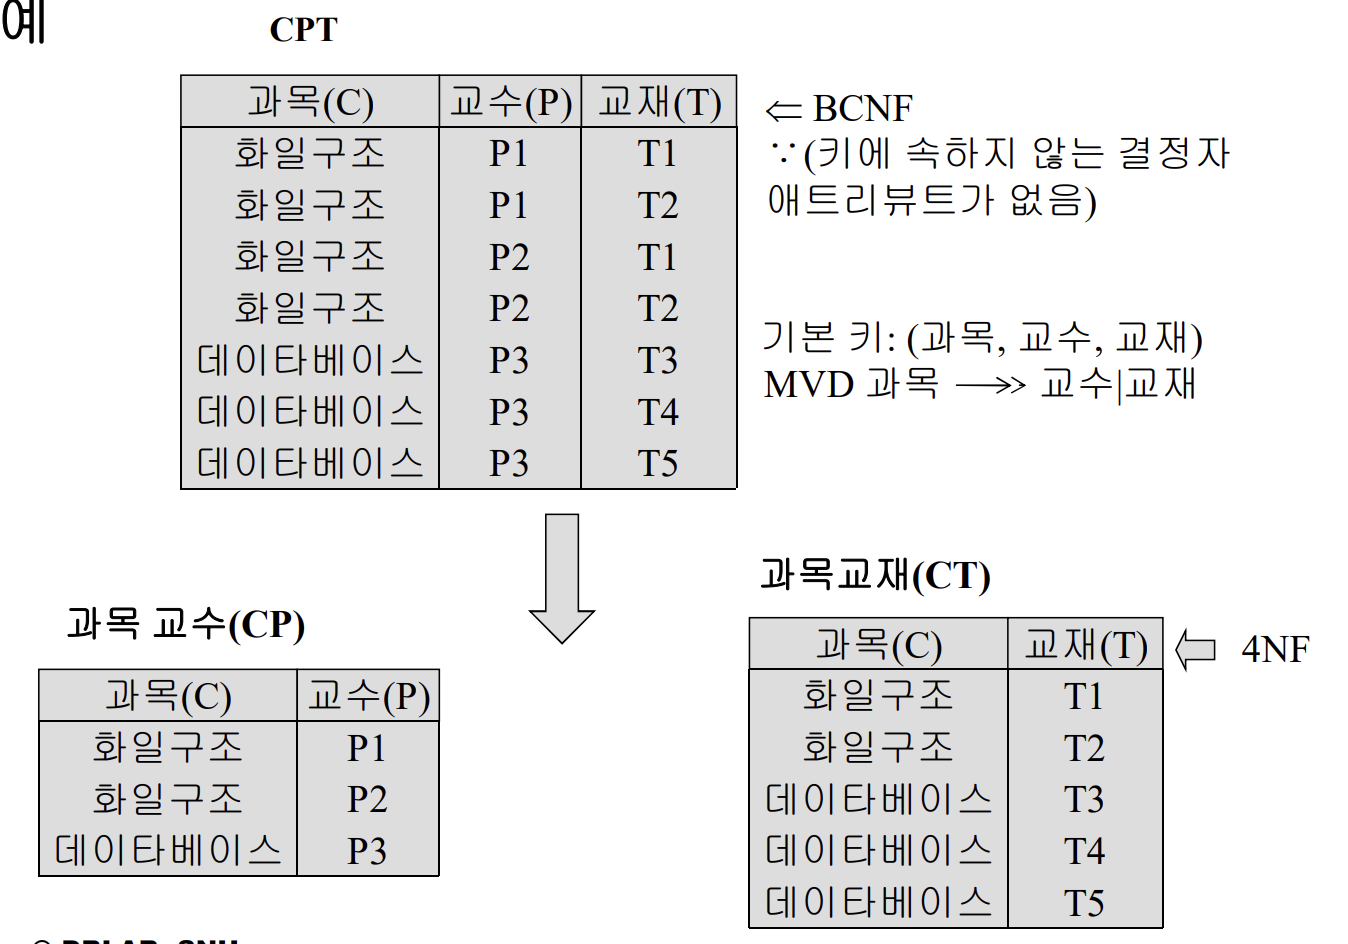 예
CPT
과목(C) 교수(P) 교재(T)
화일구조 P1 T1
화일구조 P1 T2
화일구조 P2 T1
화일구조 P2 T2
데이타베이스 P3 T3
데이타베이스 P3 T4
데이타베이스 P3 T5
⇐ BCNF
∵(키에 속하지 않는 결정자
애트리뷰트가 없음)
기본 키: (과목, 교수, 교재)
MVD 과목 ↠ 교수|교재
과목 교수(CP)
과목(C) 교수(P)
화일구조 P1
화일구조 P2
데이타베이스 P3
과목교재(CT)
과목(C) 교재(T)
화일구조 T1
화일구조 T2
데이타베이스 T3
데이타베이스 T4
데이타베이스 T5
4NF